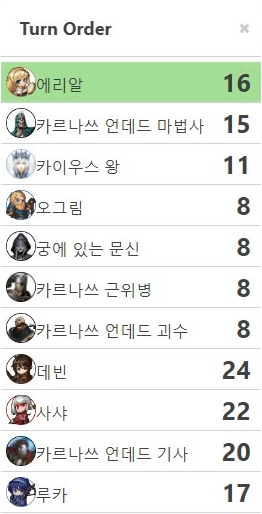 Turn Order ×
에리알 16
카르나쓰 언데드 마법사 15
카이우스 왕 11
오그림 8
궁에 있는 문신 8
카르나쓰 근위병 8
카르나쓰 언데드 괴수 8
데빈 24
사샤 22
카르나쓰 언데드 기사 20
루카 17